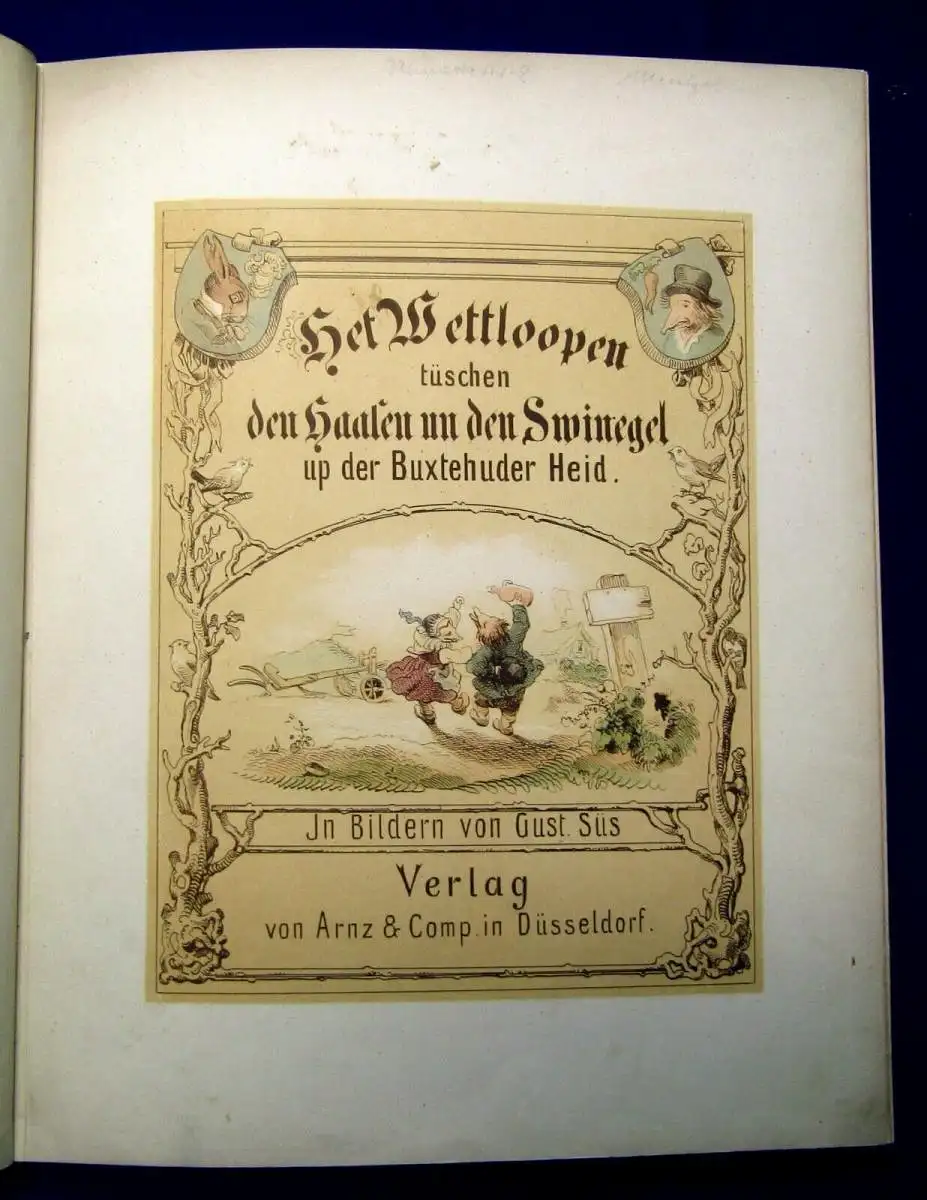 Het Wettloopen
tüschen
den Haasen un den Swinegel
up der Buxtehuder Heid.
Jn Bildern von Gust. Süs
Verlag
von Arnz & Comp. in Düsseldorf.